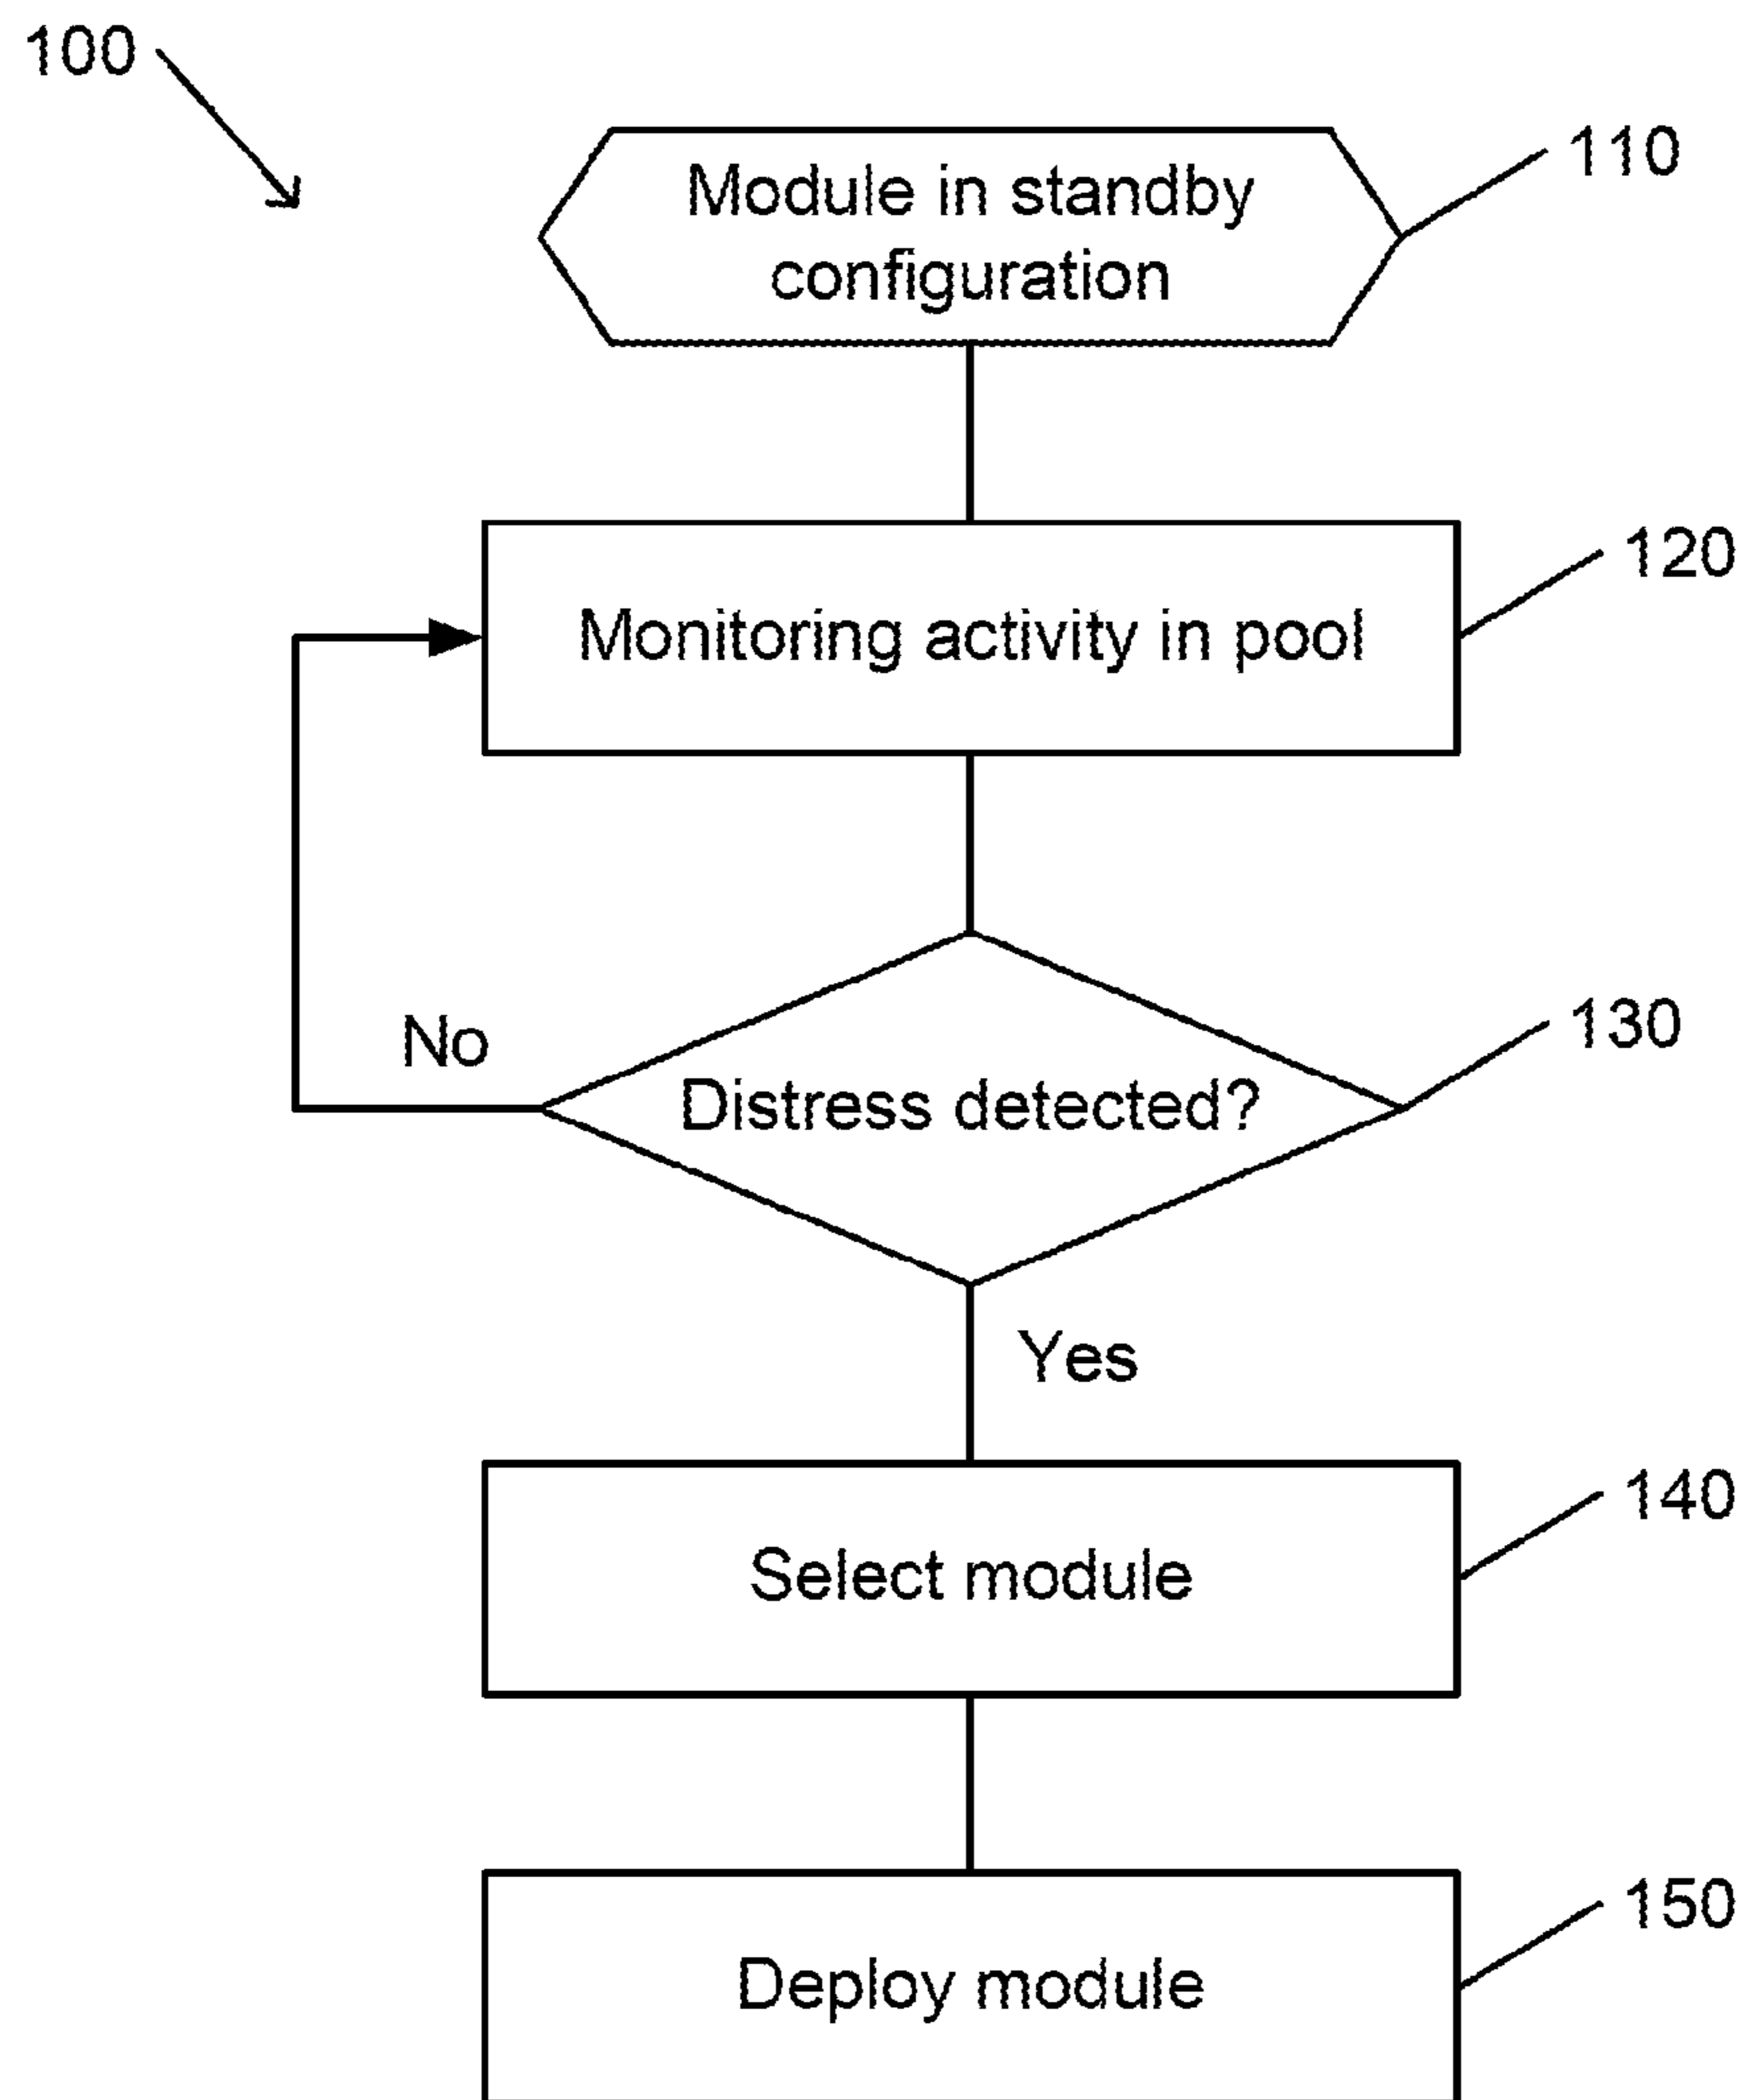 100
110
Module in standby
configuration
120
Monitoring activity in pool
130
No
Distress detected?
Yes
140
Select module
150
Deploy module